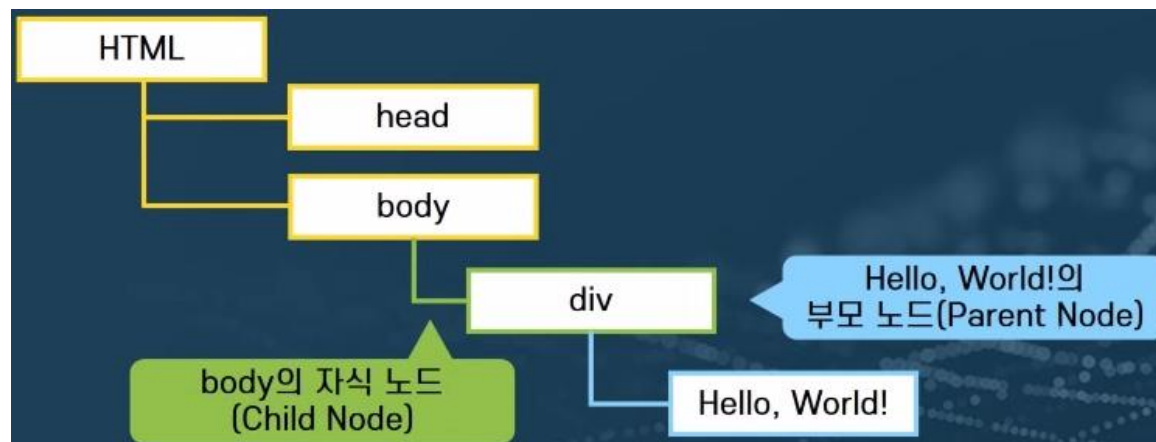 HTML
head
body
div
Hello, World!의
부모 노드(Parent Node)
body의 자식 노드
(Child Node)
Hello, World!